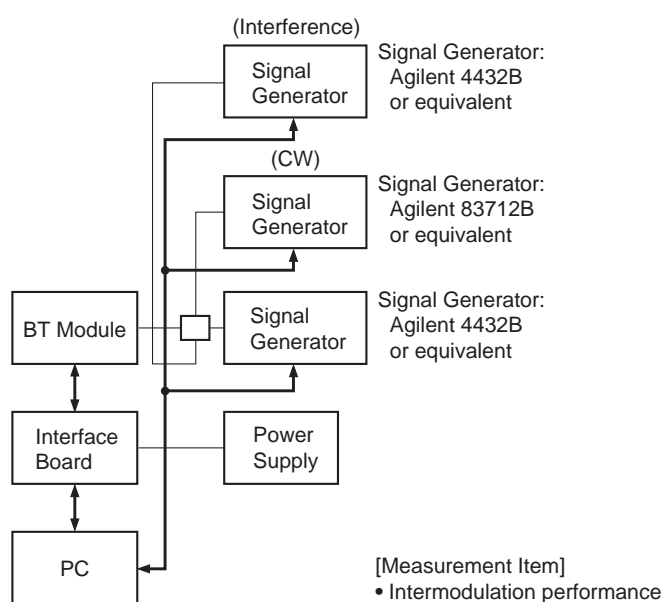 (Interference)
Signal
Generator
Signal Generator:
Agilent 4432B
or equivalent
(CW)
Signal
Generator
Signal Generator:
Agilent 83712B
or equivalent
BT Module
Signal
Generator
Signal Generator:
Agilent 4432B
or equivalent
Interface
Board
Power
Supply
PC
[Measurement Item]
• Intermodulation performance